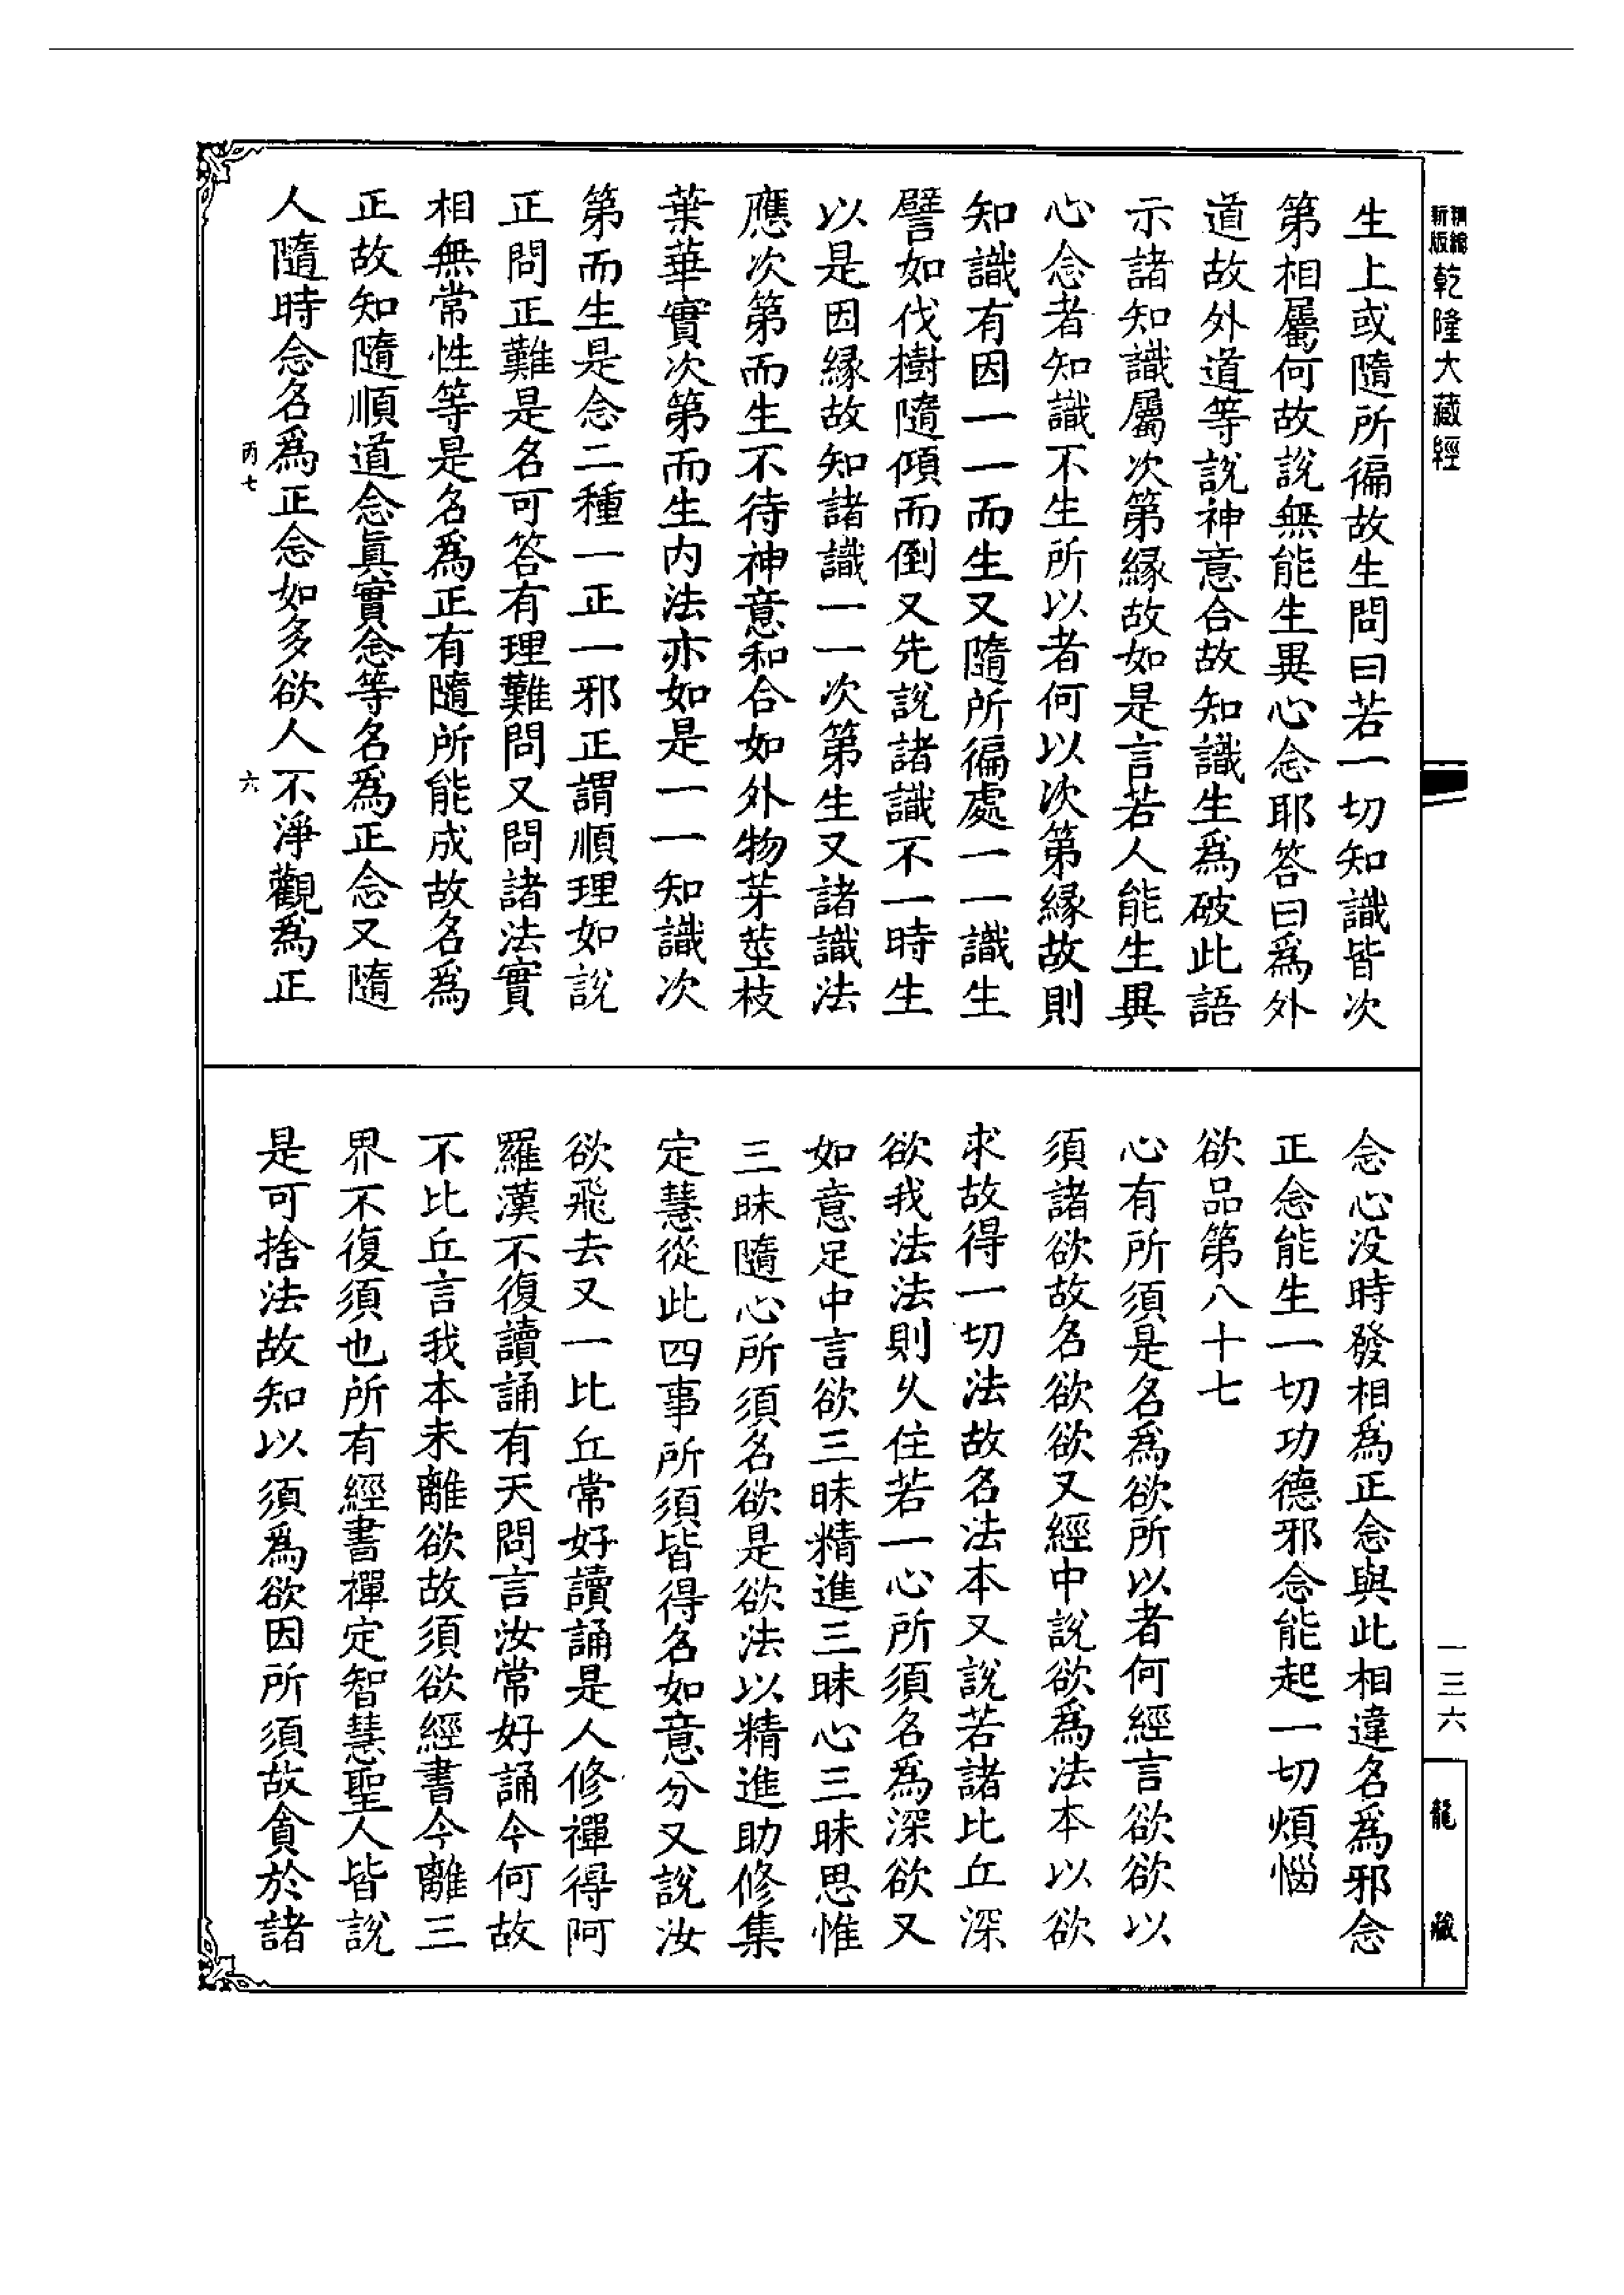 新版精縮
乾隆大藏經
一三六
龍藏
生上或隨所徧故生問曰若一切知識皆次
第相屬何故說無能生異心念耶答曰爲外
道故外道等說神意合故知識生爲破此語
示諸知識屬次第緣故如是言若人能生異
心念者知識不生所以者何以次第緣故則
知識有因一一而生又隨所徧處一一識生
譬如伐樹隨傾而倒又先說諸識不一時生
以是因緣故知諸識一一次第生又諸識法
應次第而生不待神意和合如外物芽莖枝
葉華實次第而生內法亦如是一一知識次
第而生是念二種一正一邪正謂順理如說
正問正難是名可答有理難問又問諸法實
相無常性等是名爲正有隨所能成故名爲
正故知隨順道念眞實念等名爲正念又隨
人隨時念名爲正念如多欲人不淨觀爲正
丙七 六
念心没時發相爲正念與此相違名爲邪念
正念能生一切功德邪念能起一切煩惱
欲品第八十七
心有所須是名爲欲所以者何經言欲欲以
須諸欲故名欲欲又經中說欲爲法本以欲
求故得一切法故名法本又說若諸比丘深
欲我法法則久住若一心所須名爲深欲又
如意足中言欲三昧精進三昧心三昧思惟
三昧隨心所須名欲是欲法以精進助修集
定慧從此四事所須皆得名如意分又說汝
欲飛去又一比丘常好讀誦是人修禪得阿
羅漢不復讀誦有天問言汝常好誦今何故
不比丘言我本未離欲故須欲經書今離三
界不復須也所有經書禪定智慧聖人皆說
是可捨法故知以須爲欲因所須故貪於諸